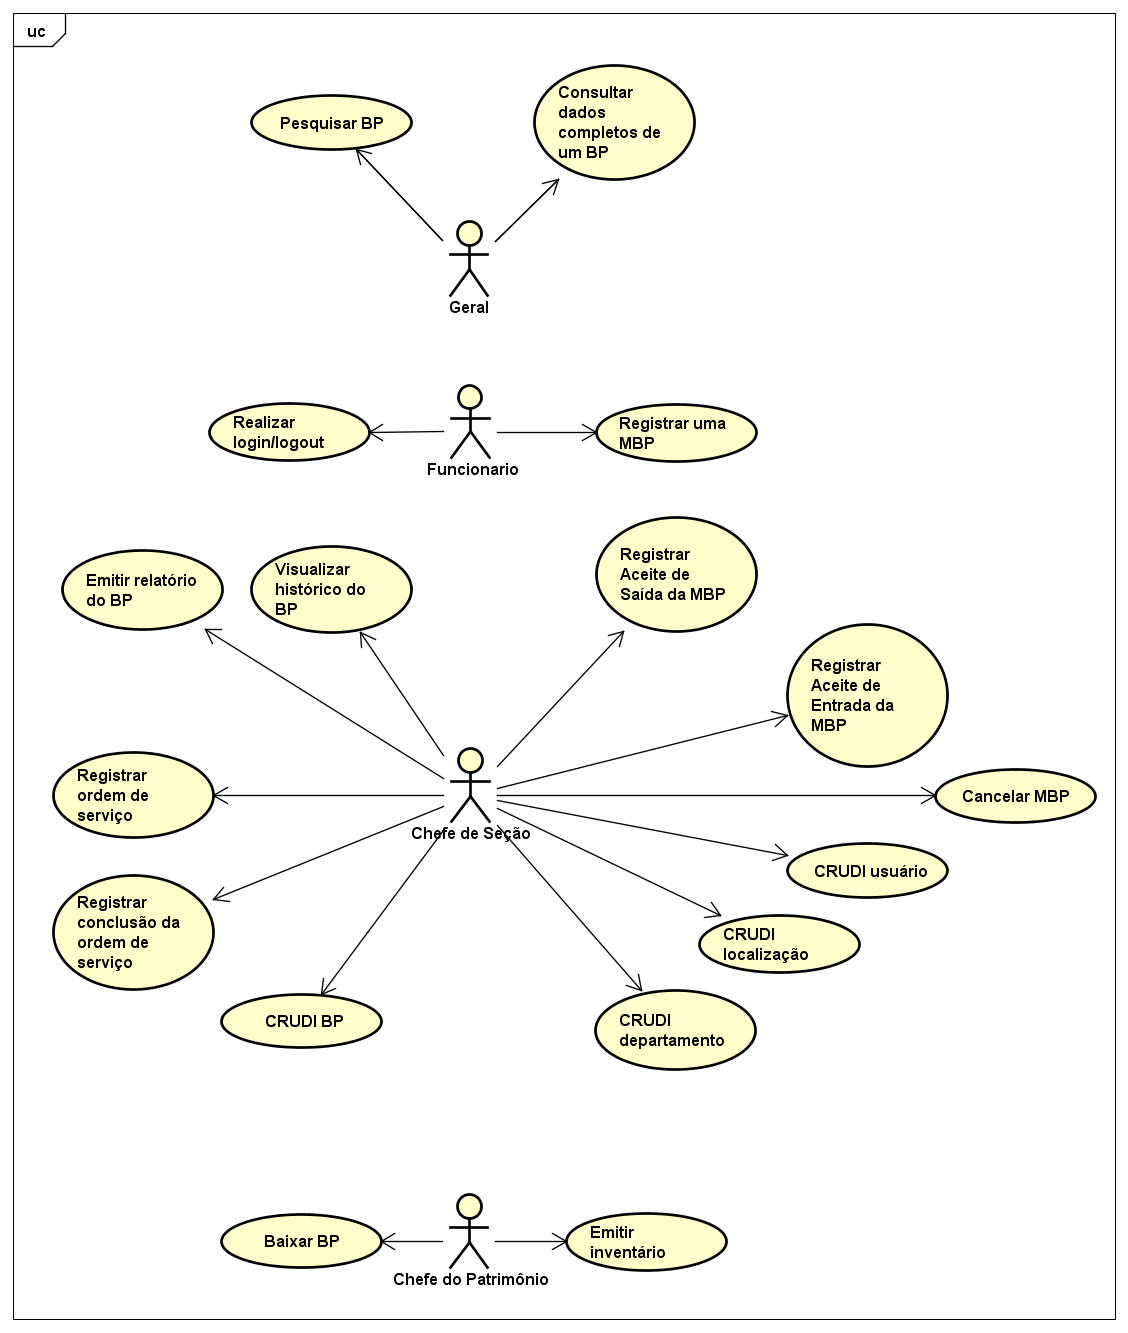 uc
Pesquisar BP
Consultar
dados
completos de
um BP
Geral
Realizar
login/logout
Funcionario
Registrar uma
MBP
Emitir relatório
do BP
Visualizar
histórico do
BP
Registrar
Aceite de
Saída da MBP
Registrar
Aceite de
Entrada da
MBP
Registrar
ordem de
serviço
Chefe de Seção
Cancelar MBP
CRUDI usuário
Registrar
conclusão da
ordem de
serviço
CRUDI
localização
CRUDI BP
CRUDI
departamento
Baixar BP
Chefe do Patrimônio
Emitir
inventário